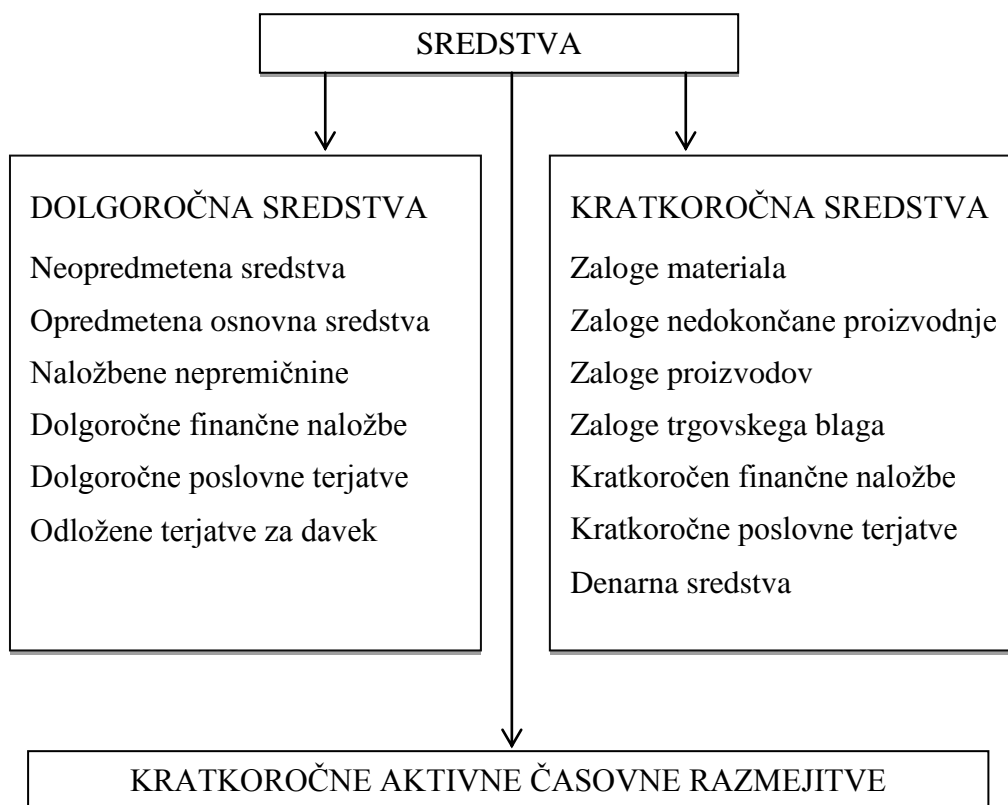 SREDSTVA
DOLGOROČNA SREDSTVA
Neopredmetena sredstva
Opredmetena osnovna sredstva
Naložbene nepremičnine
Dolgoročne finančne naložbe
Dolgoročne poslovne terjatve
Odložene terjatve za davek
KRATKOROČNA SREDSTVA
Zaloge materiala
Zaloge nedokončane proizvodnje
Zaloge proizvodov
Zaloge trgovskega blaga
Kratkoročen finančne naložbe
Kratkoročne poslovne terjatve
Denarna sredstva
KRATKOROČNE AKTIVNE ČASOVNE RAZMEJITVE